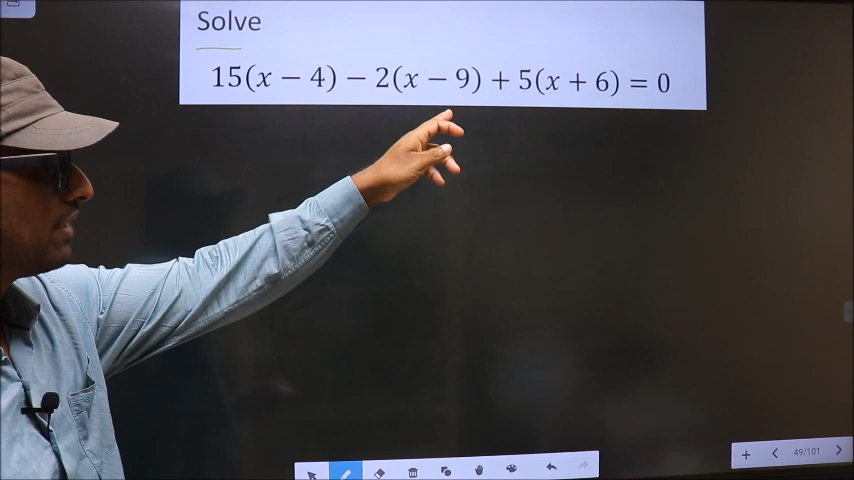 Solve
15(x − 4) − 2(x − 9) + 5(x + 6) = 0
49/101